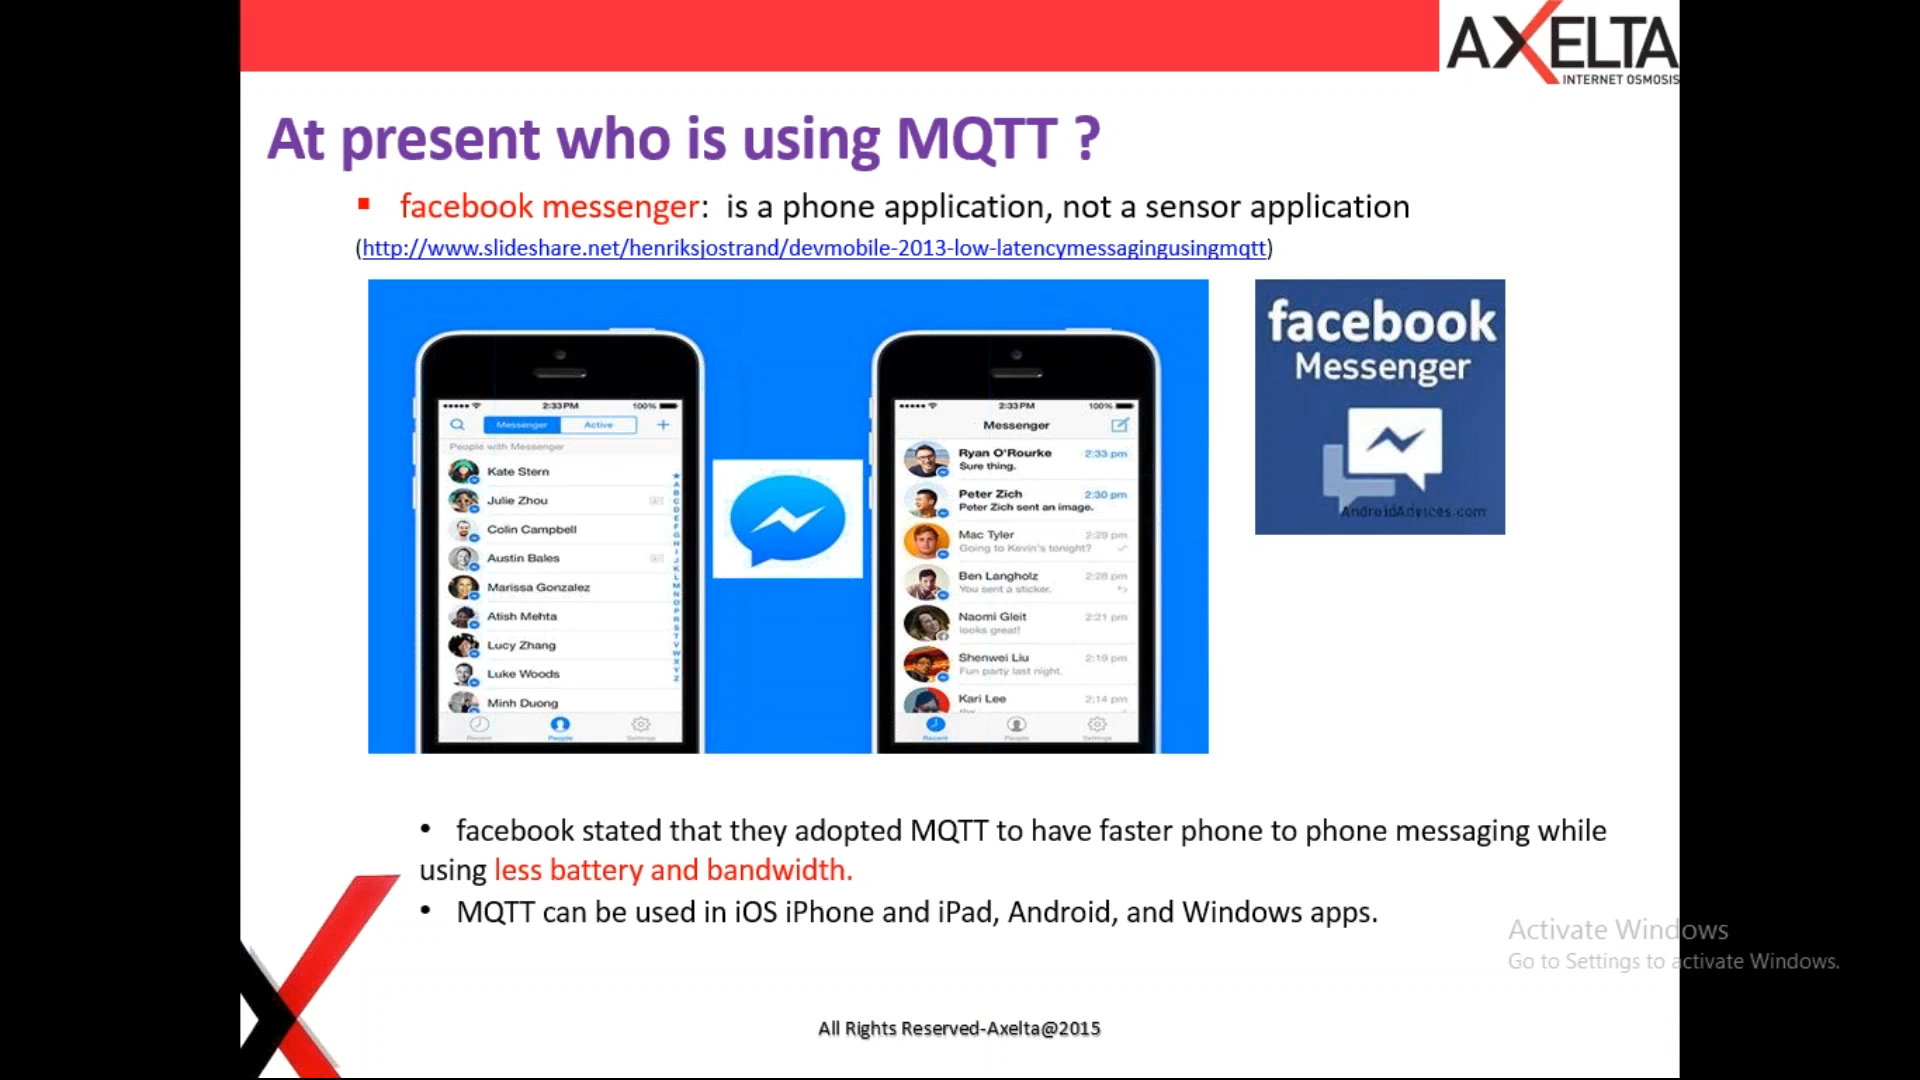 AXELTA
INTERNET OSMOSIS
At present who is using MQTT ?
▪ facebook messenger: is a phone application, not a sensor application
(http://www.slideshare.net/henriksjostrand/devmobile-2013-low-latencymessagingusingmqtt)
2:33 PM 100%
Messenger Active +
People with Messenger
Kate Stern
Julie Zhou
Colin Campbell
Austin Bales
Marissa Gonzalez
Atish Mehta
Lucy Zhang
Luke Woods
Minh Duong
Recent People Settings
2:33 PM 100%
Messenger
Ryan O'Rourke 2:33 pm
Sure thing.
Peter Zich 2:30 pm
Peter Zich sent an image.
Mac Tyler 2:29 pm
Going to Kevin's tonight?
Ben Langholz 2:28 pm
You sent a sticker.
Naomi Gleit 2:21 pm
looks great!
Shenwei Liu 2:19 pm
Fun party last night.
Kari Lee 2:14 pm
Recent People Settings
facebook
Messenger
AndroidAdvices.com
• facebook stated that they adopted MQTT to have faster phone to phone messaging while
using less battery and bandwidth.
• MQTT can be used in iOS iPhone and iPad, Android, and Windows apps.
Activate Windows
Go to Settings to activate Windows.
All Rights Reserved-Axelta@2015